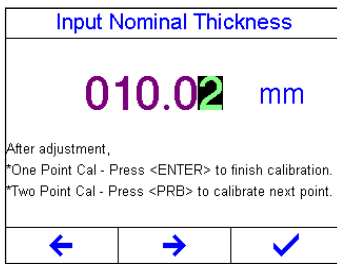 Input Nominal Thickness
010.02 mm
After adjustment,
*One Point Cal - Press <ENTER> to finish calibration.
*Two Point Cal - Press <PRB> to calibrate next point.